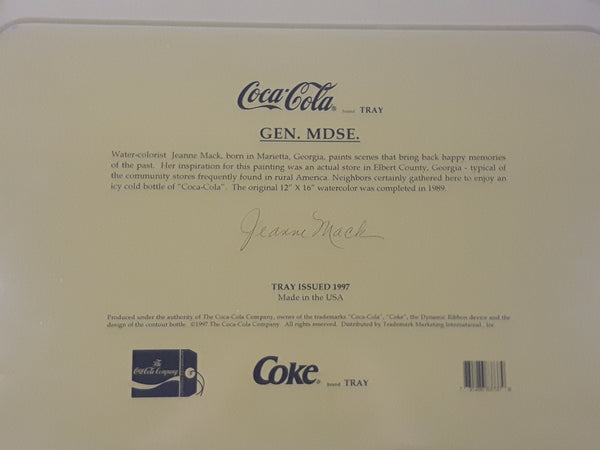 Coca-Cola® brand TRAY
GEN. MDSE.
Water-colorist Jeanne Mack, born in Marietta, Georgia, paints scenes that bring back happy memories
of the past. Her inspiration for this painting was an actual store in Elbert County, Georgia - typical of
the community stores frequently found in rural America. Neighbors certainly gathered here to enjoy an
icy cold bottle of "Coca-Cola". The original 12" X 16" watercolor was completed in 1989.
Jeanne Mack
TRAY ISSUED 1997
Made in the USA
Produced under the authority of The Coca-Cola Company, owner of the trademarks "Coca-Cola", "Coke", the Dynamic Ribbon device and the
design of the contour bottle. ©1997 The Coca-Cola Company. All rights reserved. Distributed by Trademark Marketing International, Inc
The
Coca-Cola Company
Coke® brand TRAY